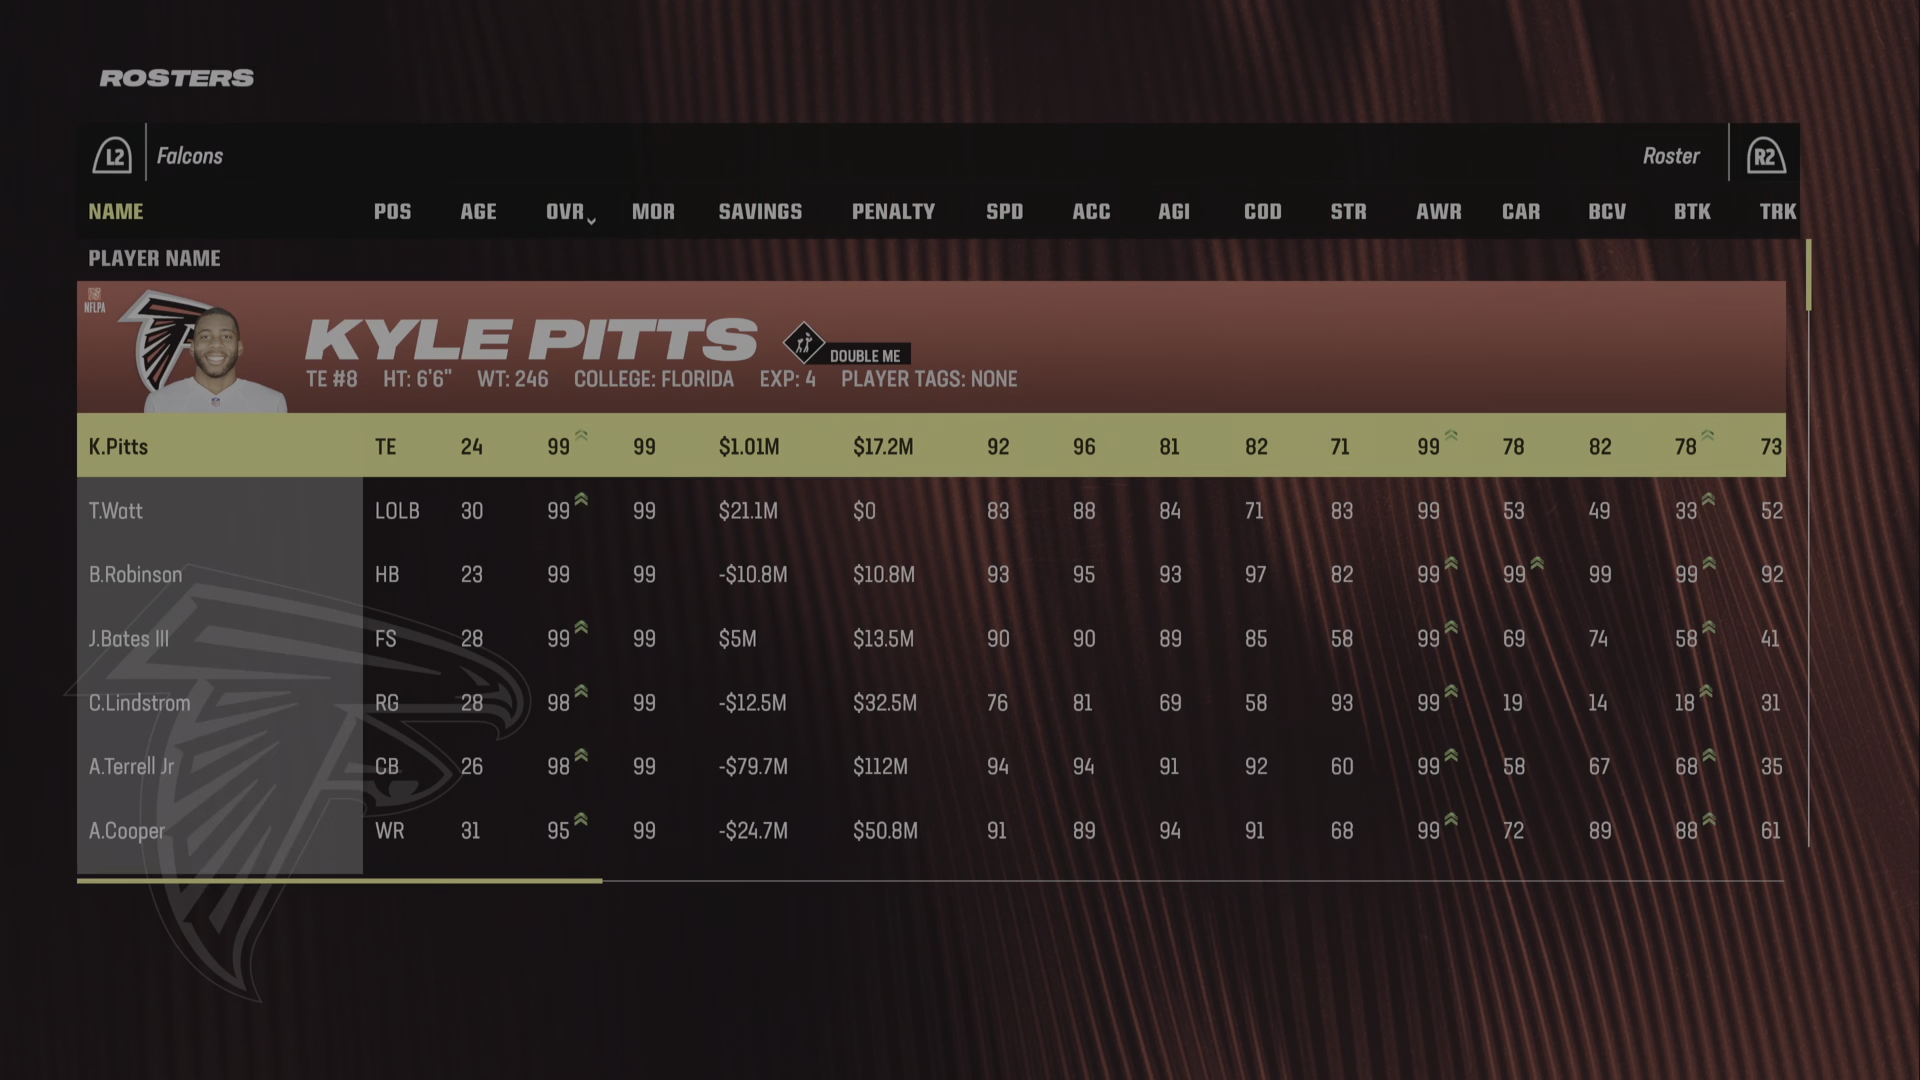 ROSTERS
L2 Falcons Roster R2
NAME POS AGE OVR MOR SAVINGS PENALTY SPD ACC AGI COD STR AWR CAR BCV BTK TRK
PLAYER NAME
NFLPA
KYLE PITTS DOUBLE ME
TE #8 HT: 6'6" WT: 246 COLLEGE: FLORIDA EXP: 4 PLAYER TAGS: NONE
K.Pitts TE 24 99 99 $1.01M $17.2M 92 96 81 82 71 99 78 82 78 73
T.Watt LOLB 30 99 99 $21.1M $0 83 88 84 71 83 99 53 49 33 52
B.Robinson HB 23 99 99 -$10.8M $10.8M 93 95 93 97 82 99 99 99 99 92
J.Bates III FS 28 99 99 $5M $13.5M 90 90 89 85 58 99 69 74 58 41
C.Lindstrom RG 28 98 99 -$12.5M $32.5M 76 81 69 58 93 99 19 14 18 31
A.Terrell Jr CB 26 98 99 -$79.7M $112M 94 94 91 92 60 99 58 67 68 35
A.Cooper WR 31 95 99 -$24.7M $50.8M 91 89 94 91 68 99 72 89 88 61